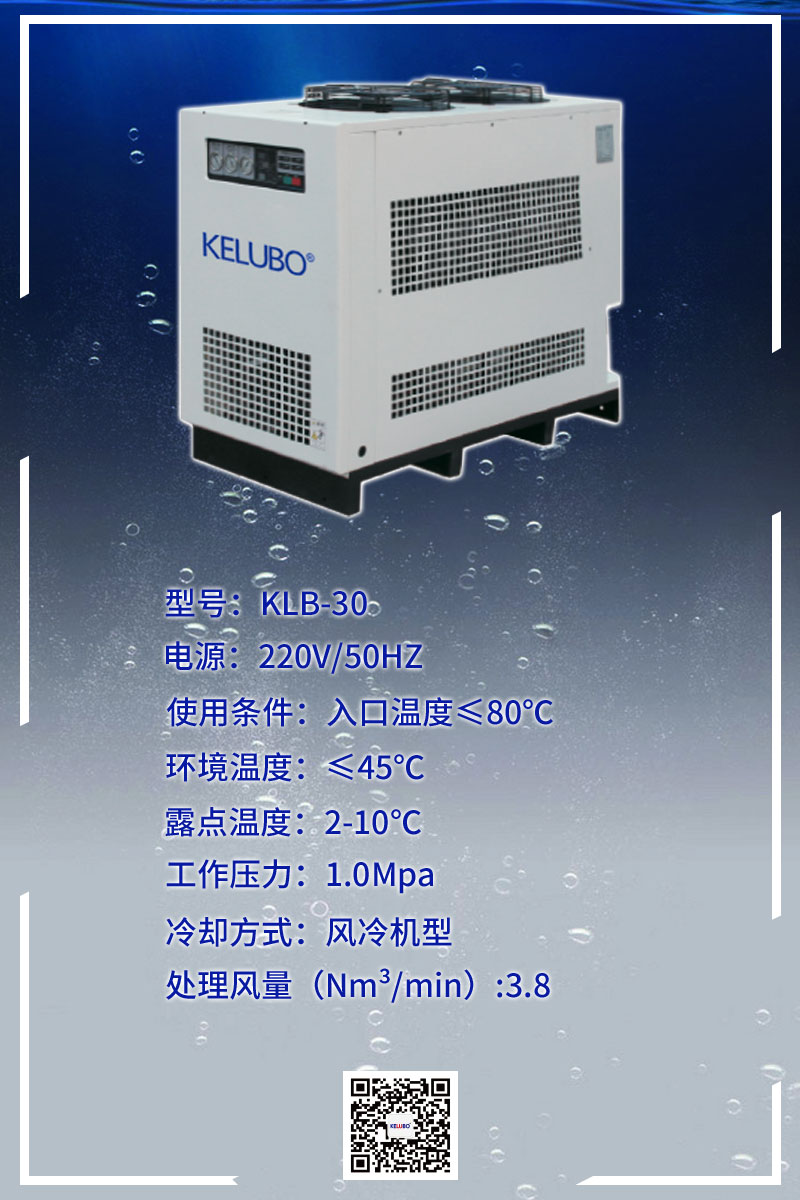 KELUBO®
型号：KLB-30
电源：220V/50HZ
使用条件：入口温度≤80℃
环境温度：≤45℃
露点温度：2-10℃
工作压力：1.0Mpa
冷却方式：风冷机型
处理风量（Nm³/min）:3.8
KELUBO